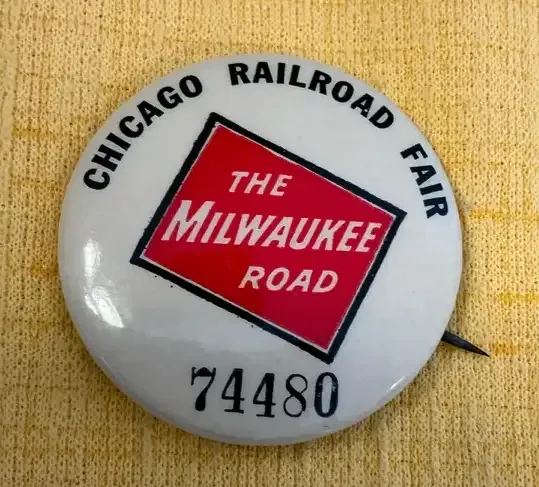 CHICAGO RAILROAD FAIR
THE
MILWAUKEE
ROAD
74480